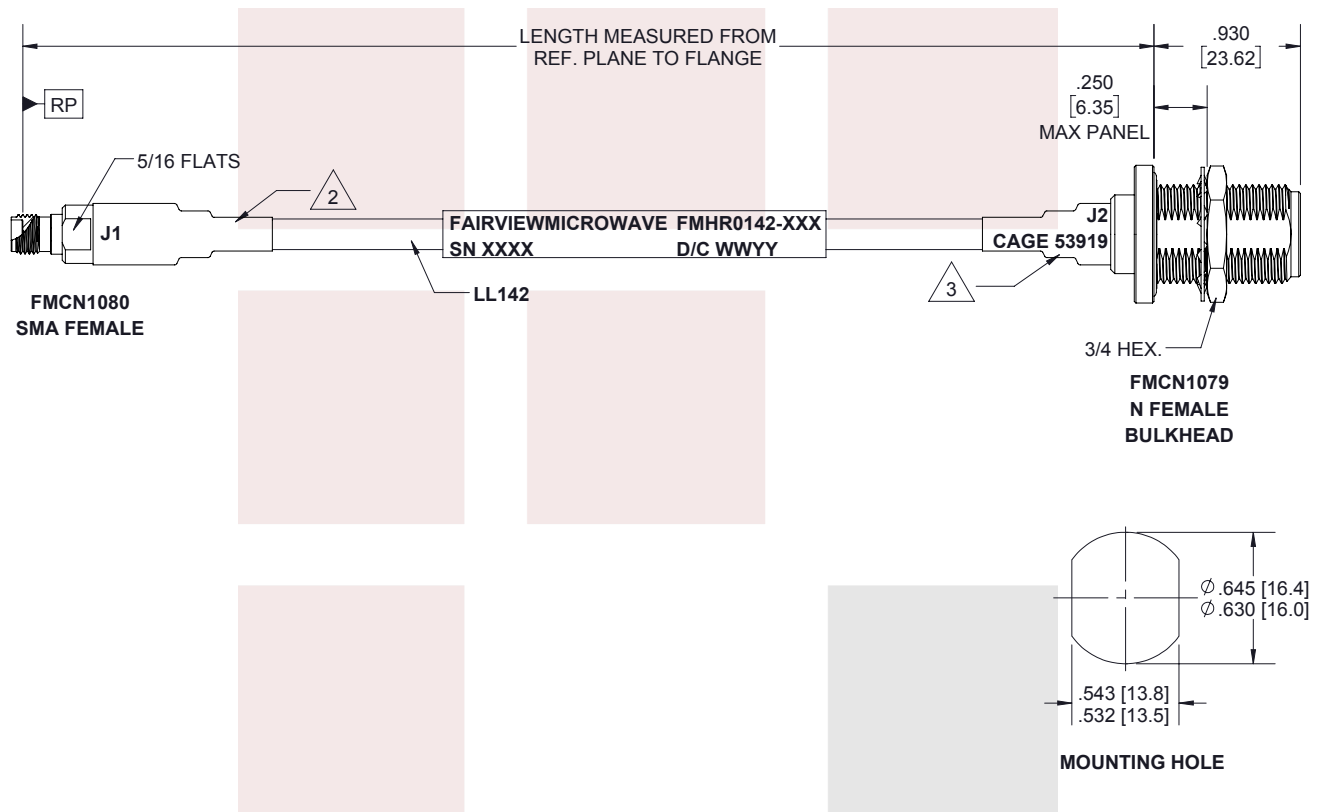 LENGTH MEASURED FROM
REF. PLANE TO FLANGE
.930
[23.62]
.250
[6.35]
MAX PANEL
RP
5/16 FLATS
2
J1
FAIRVIEWMICROWAVE FMHR0142-XXX
SN XXXX D/C WWYY
J2
CAGE 53919
3
LL142
FMCN1080
SMA FEMALE
3/4 HEX.
FMCN1079
N FEMALE
BULKHEAD
Ø .645 [16.4]
Ø .630 [16.0]
.543 [13.8]
.532 [13.5]
MOUNTING HOLE